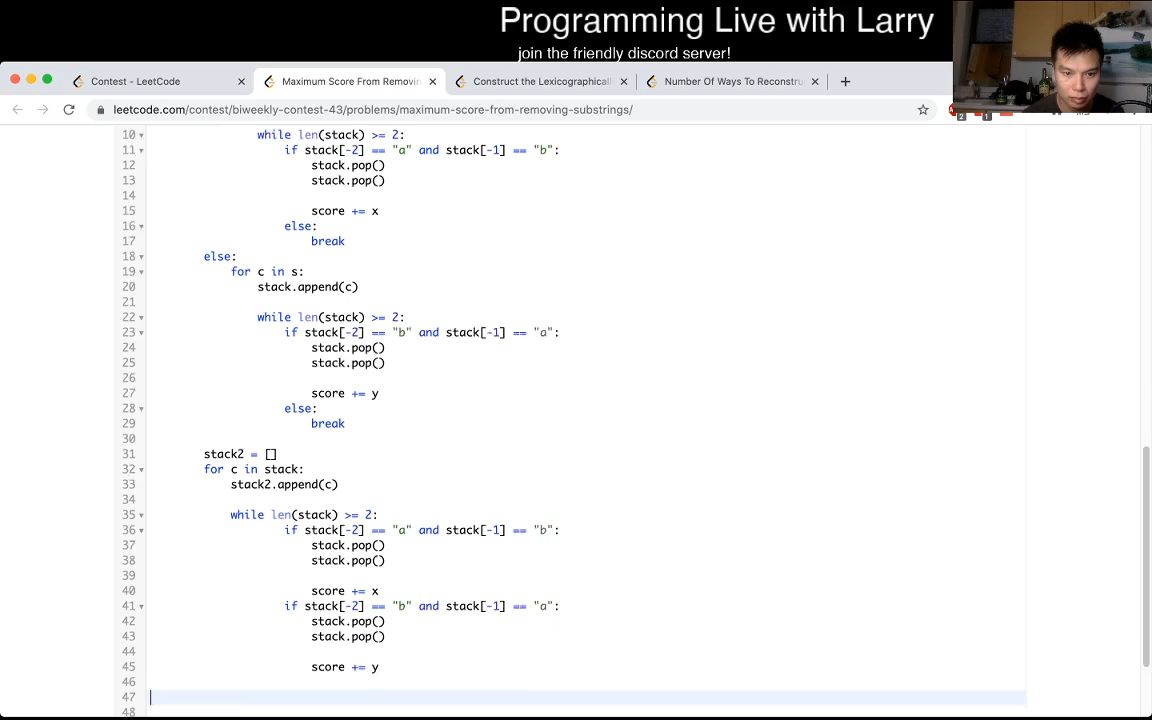 Programming Live with Larry
join the friendly discord server!
Contest - LeetCode
Maximum Score From Removin
Construct the Lexicographical
Number Of Ways To Reconstru
leetcode.com/contest/biweekly-contest-43/problems/maximum-score-from-removing-substrings/
2 1
10 while len(stack) >= 2:
11 if stack[-2] == "a" and stack[-1] == "b":
12 stack.pop()
13 stack.pop()
14
15 score += x
16 else:
17 break
18 else:
19 for c in s:
20 stack.append(c)
21
22 while len(stack) >= 2:
23 if stack[-2] == "b" and stack[-1] == "a":
24 stack.pop()
25 stack.pop()
26
27 score += y
28 else:
29 break
30
31 stack2 = []
32 for c in stack:
33 stack2.append(c)
34
35 while len(stack) >= 2:
36 if stack[-2] == "a" and stack[-1] == "b":
37 stack.pop()
38 stack.pop()
39
40 score += x
41 if stack[-2] == "b" and stack[-1] == "a":
42 stack.pop()
43 stack.pop()
44
45 score += y
46
47
48